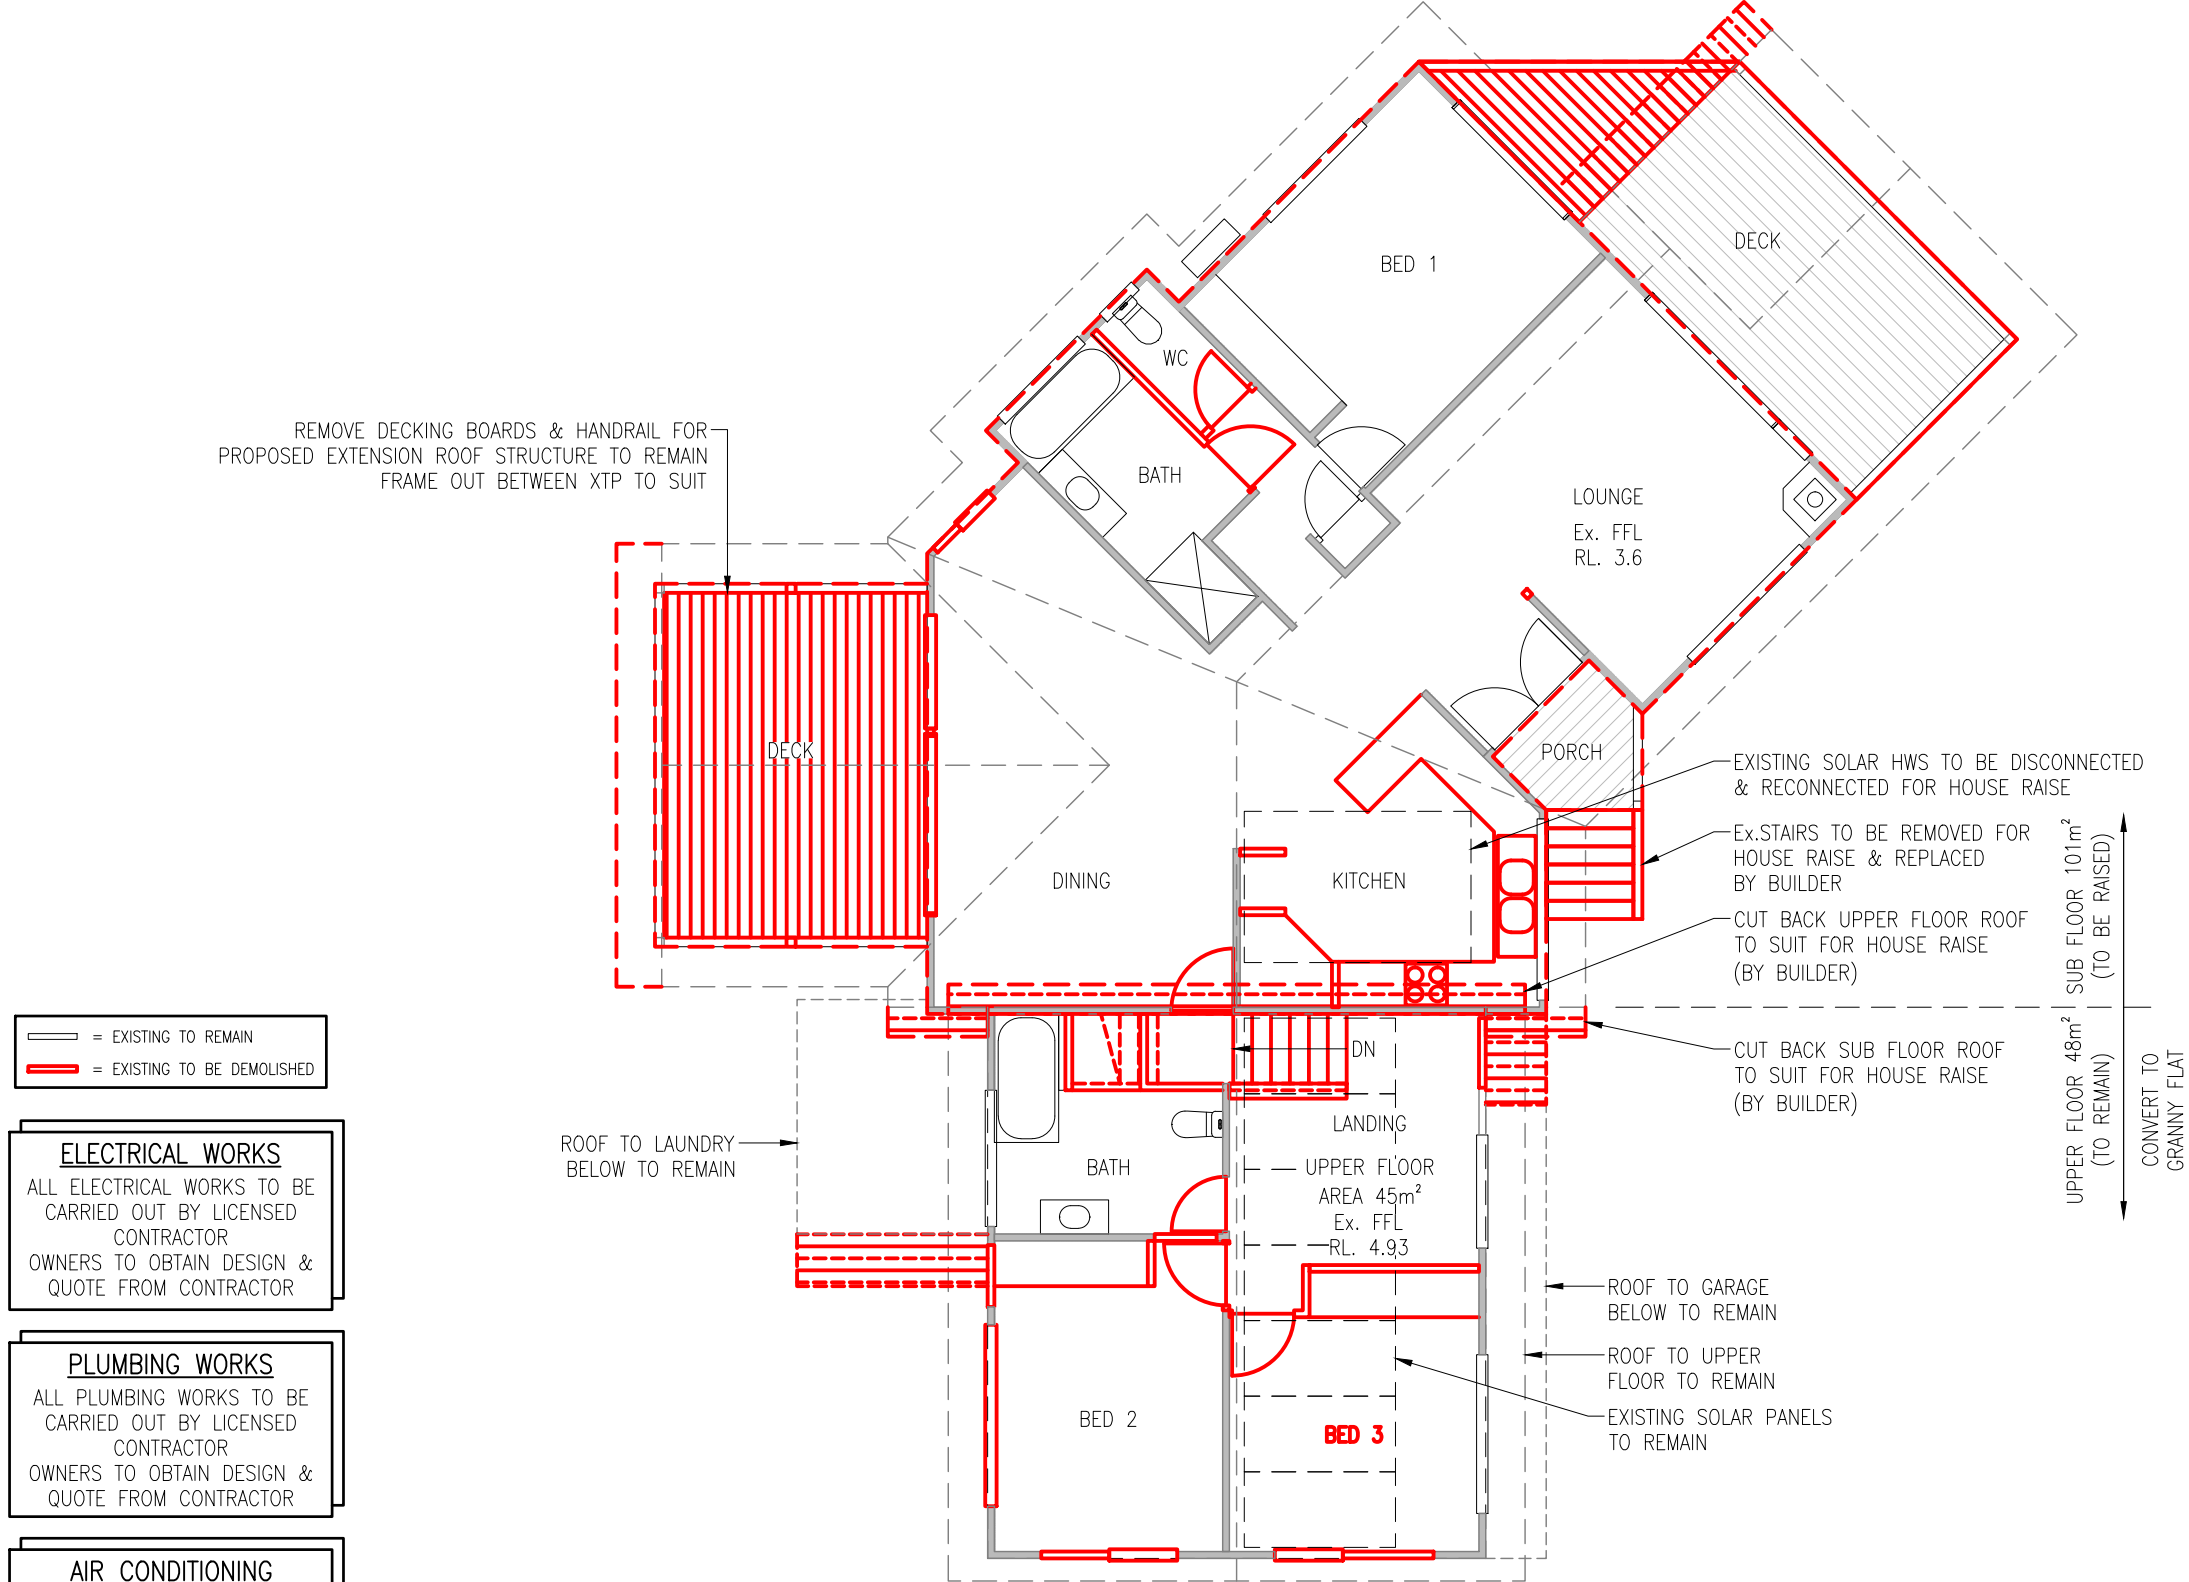 BED 1
DECK
WC
BATH
LOUNGE
Ex. FFL
RL. 3.6
REMOVE DECKING BOARDS & HANDRAIL FOR
PROPOSED EXTENSION ROOF STRUCTURE TO REMAIN
FRAME OUT BETWEEN XTP TO SUIT
DECK
PORCH
DINING
KITCHEN
EXISTING SOLAR HWS TO BE DISCONNECTED
& RECONNECTED FOR HOUSE RAISE
Ex.STAIRS TO BE REMOVED FOR
HOUSE RAISE & REPLACED
BY BUILDER
CUT BACK UPPER FLOOR ROOF
TO SUIT FOR HOUSE RAISE
(BY BUILDER)
SUB FLOOR 101m²
(TO BE RAISED)
UPPER FLOOR 48m²
(TO REMAIN)
CONVERT TO
GRANNY FLAT
CUT BACK SUB FLOOR ROOF
TO SUIT FOR HOUSE RAISE
(BY BUILDER)
DN
LANDING
UPPER FLOOR
AREA 45m²
Ex. FFL
RL. 4.93
BATH
ROOF TO LAUNDRY
BELOW TO REMAIN
ROOF TO GARAGE
BELOW TO REMAIN
ROOF TO UPPER
FLOOR TO REMAIN
EXISTING SOLAR PANELS
TO REMAIN
BED 2
BED 3
= EXISTING TO REMAIN
= EXISTING TO BE DEMOLISHED
ELECTRICAL WORKS
ALL ELECTRICAL WORKS TO BE
CARRIED OUT BY LICENSED
CONTRACTOR
OWNERS TO OBTAIN DESIGN &
QUOTE FROM CONTRACTOR
PLUMBING WORKS
ALL PLUMBING WORKS TO BE
CARRIED OUT BY LICENSED
CONTRACTOR
OWNERS TO OBTAIN DESIGN &
QUOTE FROM CONTRACTOR
AIR CONDITIONING